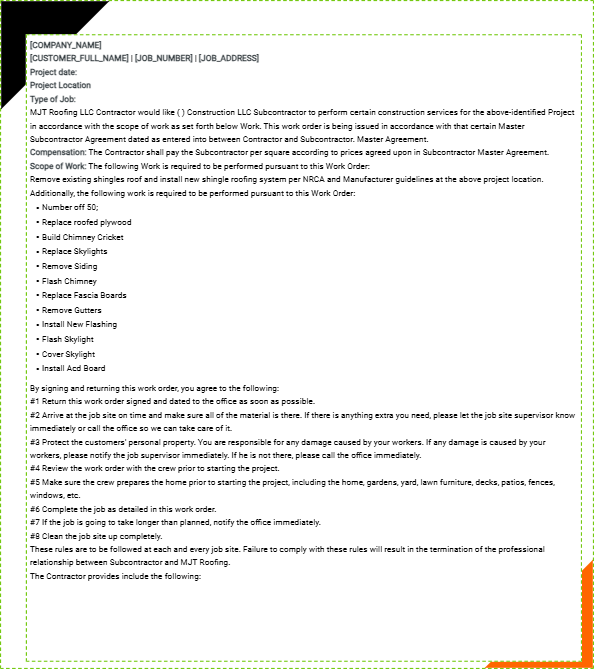 [COMPANY_NAME]
[CUSTOMER_FULL_NAME] | [JOB_NUMBER] | [JOB_ADDRESS]
Project date:
Project Location
Type of Job:
MJT Roofing LLC Contractor would like ( ) Construction LLC Subcontractor to perform certain construction services for the above-identified Project
in accordance with the scope of work as set forth below Work. This work order is being issued in accordance with that certain Master
Subcontractor Agreement dated as entered into between Contractor and Subcontractor. Master Agreement.
Compensation: The Contractor shall pay the Subcontractor per square according to prices agreed upon in Subcontractor Master Agreement.
Scope of Work: The following Work is required to be performed pursuant to this Work Order:
Remove existing shingles roof and install new shingle roofing system per NRCA and Manufacturer guidelines at the above project location.
Additionally, the following work is required to be performed pursuant to this Work Order:
• Number off 50;
• Replace roofed plywood
• Build Chimney Cricket
• Replace Skylights
• Remove Siding
• Flash Chimney
• Replace Fascia Boards
• Remove Gutters
• Install New Flashing
• Flash Skylight
• Cover Skylight
• Install Acd Board
By signing and returning this work order, you agree to the following:
#1 Return this work order signed and dated to the office as soon as possible.
#2 Arrive at the job site on time and make sure all of the material is there. If there is anything extra you need, please let the job site supervisor know
immediately or call the office so we can take care of it.
#3 Protect the customers' personal property. You are responsible for any damage caused by your workers. If any damage is caused by your
workers, please notify the job supervisor immediately. If he is not there, please call the office immediately.
#4 Review the work order with the crew prior to starting the project.
#5 Make sure the crew prepares the home prior to starting the project, including the home, gardens, yard, lawn furniture, decks, patios, fences,
windows, etc.
#6 Complete the job as detailed in this work order.
#7 If the job is going to take longer than planned, notify the office immediately.
#8 Clean the job site up completely.
These rules are to be followed at each and every job site. Failure to comply with these rules will result in the termination of the professional
relationship between Subcontractor and MJT Roofing.
The Contractor provides include the following: